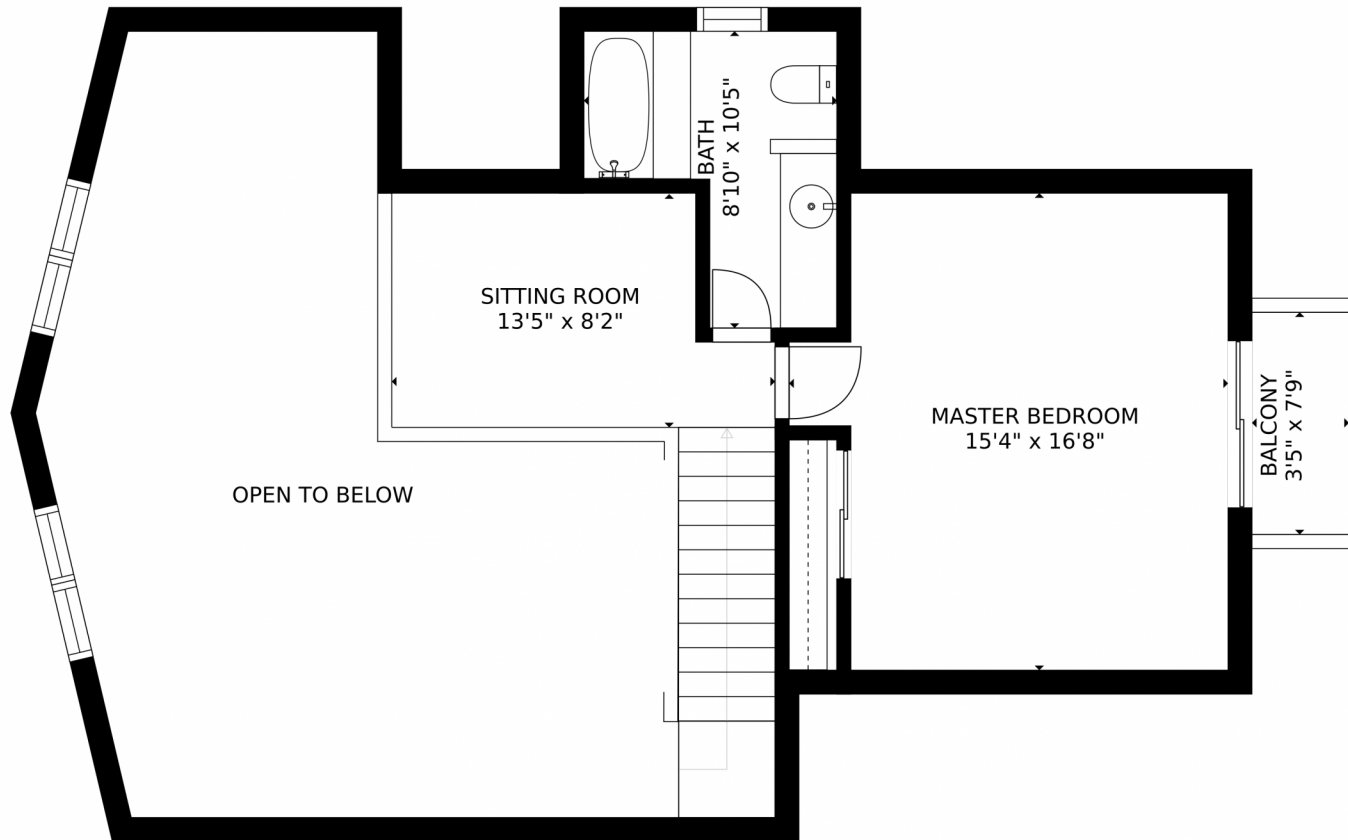 BATH
8'10" x 10'5"
SITTING ROOM
13'5" x 8'2"
MASTER BEDROOM
15'4" x 16'8"
BALCONY
3'5" x 7'9"
OPEN TO BELOW